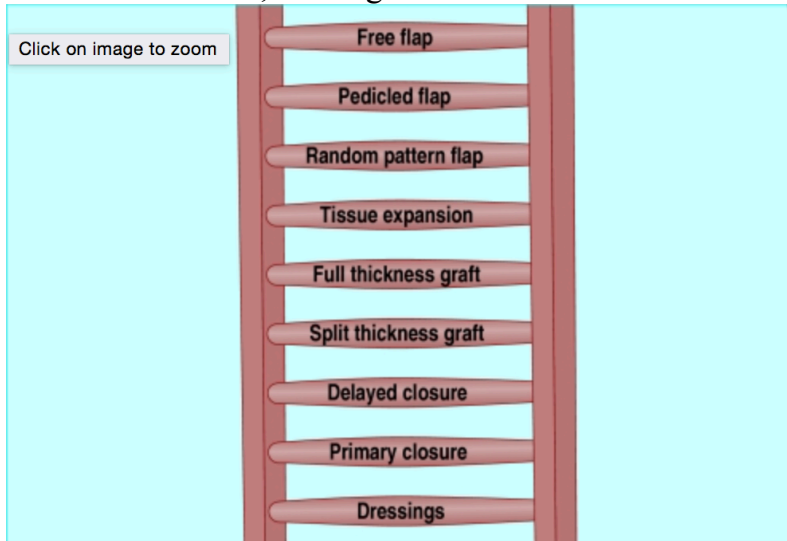 Click on image to zoom
Free flap
Pedicled flap
Random pattern flap
Tissue expansion
Full thickness graft
Split thickness graft
Delayed closure
Primary closure
Dressings